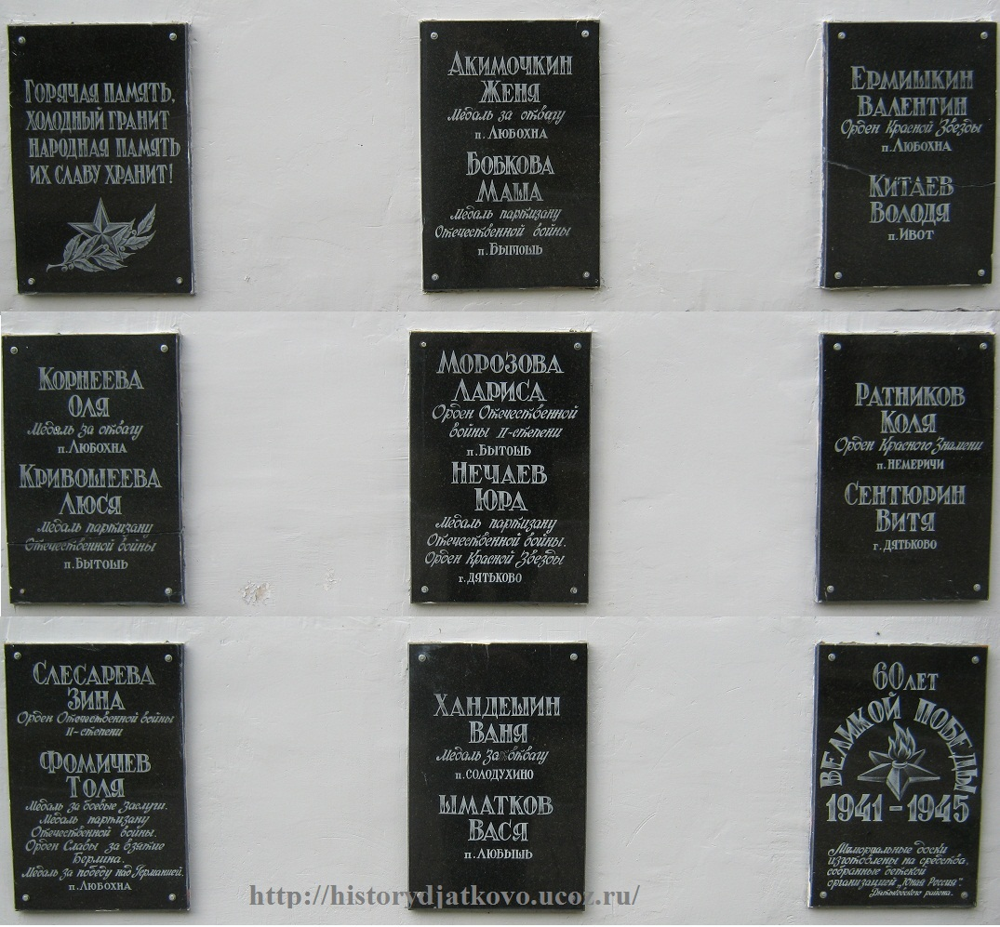 ГОРЯЧАЯ ПАМЯТЬ,
ХОЛОДНЫЙ ГРАНИТ
НАРОДНАЯ ПАМЯТЬ
ИХ СЛАВУ ХРАНИТ!
АКИМОЧКИН
ЖЕНЯ
Медаль за отвагу
п. ЛЮБОХНА
БОБКОВА
МАША
Медаль партизану
Отечественной войны
п. БЫТОШЬ
ЕРМИШКИН
ВАЛЕНТИН
Орден Красной Звезды
п. ЛЮБОХНА
КИТАЕВ
ВОЛОДЯ
п. ИВОТ
КОРНЕЕВА
ОЛЯ
Медаль за отвагу
п. ЛЮБОХНА
КРИВОШЕЕВА
ЛЮСЯ
Медаль партизану
Отечественной войны
п. БЫТОШЬ
МОРОЗОВА
ЛАРИСА
Орден Отечественной
войны II-степени
п. БЫТОШЬ
НЕЧАЕВ
ЮРА
Медаль партизану
Отечественной войны.
Орден Красной Звезды
г. ДЯТЬКОВО
РАТНИКОВ
КОЛЯ
Орден Красного Знамени
п. НЕМЕРИЧИ
СЕНТЮРИН
ВИТЯ
г. ДЯТЬКОВО
СЛЕСАРЕВА
ЗИНА
Орден Отечественной войны
II-степени
ФОМИЧЕВ
ТОЛЯ
Медаль за боевые заслуги.
Медаль партизану
Отечественной войны.
Орден Славы за взятие
Берлина.
Медаль за победу над Германией.
п. ЛЮБОХНА
ХАНДЕШИН
ВАНЯ
Медаль За отвагу
п. СОЛОДУХИНО
ШМАТКОВ
ВАСЯ
п. ЛЮБЫШЬ
60 ЛЕТ
ВЕЛИКОЙ ПОБЕДЫ
1941 - 1945
Мемориальные доски
изготовлены на средства,
собранные детской
организацией „Юная Россия".
Дятьковского района.
http://historydjatkovo.ucoz.ru/